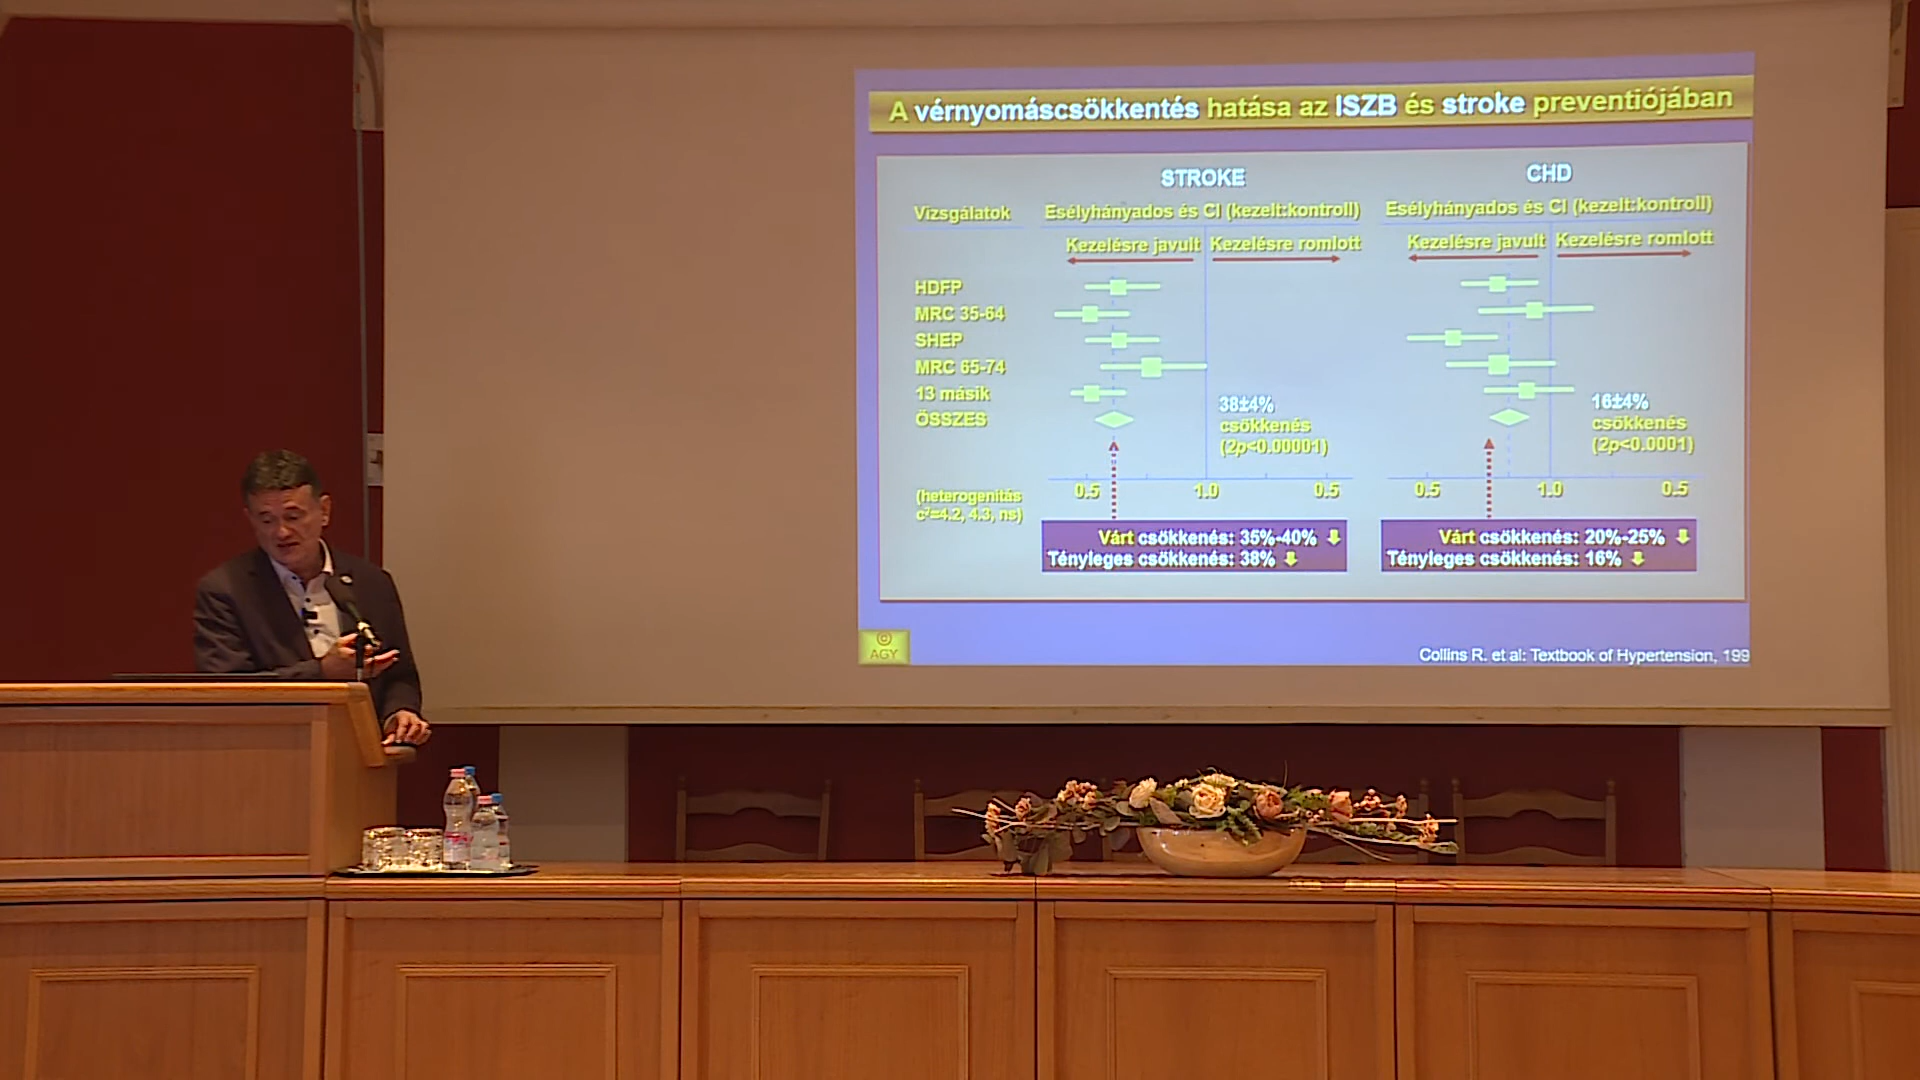 A vérnyomáscsökkentés hatása az ISZB és stroke preventiójában
STROKE
CHD
Vizsgálatok
Esélyhányados és CI (kezelt:kontroll)
Esélyhányados és CI (kezelt:kontroll)
Kezelésre javult
Kezelésre romlott
Kezelésre javult
Kezelésre romlott
HDFP
MRC 35-64
SHEP
MRC 65-74
13 másik
ÖSSZES
38±4%
csökkenés
(2p<0.00001)
16±4%
csökkenés
(2p<0.0001)
(heterogenitás
c²=4.2, 4.3, ns)
0.5 1.0 0.5
0.5 1.0 0.5
Várt csökkenés: 35%-40%
Tényleges csökkenés: 38%
Várt csökkenés: 20%-25%
Tényleges csökkenés: 16%
©
AGY
Collins R. et al: Textbook of Hypertension, 199